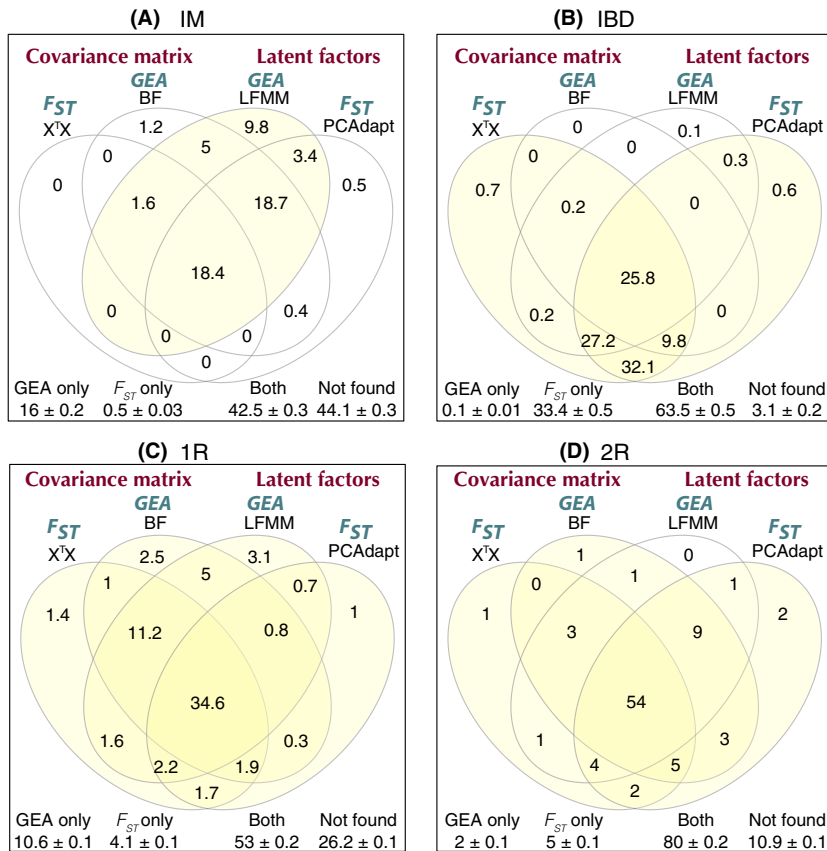 (A) IM
Covariance matrix Latent factors
GEA GEA
BF LFMM
FST FST
XTX PCAdapt
1.2 9.8
0 5 3.4
0 0.5
1.6 18.7
18.4
0 0.4
0 0
0
GEA only FST only Both Not found
16 ± 0.2 0.5 ± 0.03 42.5 ± 0.3 44.1 ± 0.3
(B) IBD
Covariance matrix Latent factors
GEA GEA
BF LFMM
FST FST
XTX PCAdapt
0 0.1
0 0 0.3
0.7 0.6
0.2 0
25.8
0.2 0
27.2 9.8
32.1
GEA only FST only Both Not found
0.1 ± 0.01 33.4 ± 0.5 63.5 ± 0.5 3.1 ± 0.2
(C) 1R
Covariance matrix Latent factors
GEA GEA
BF LFMM
FST FST
XTX PCAdapt
2.5 3.1
1 5 0.7
1.4 1
11.2 0.8
34.6
1.6 0.3
2.2 1.9
1.7
GEA only FST only Both Not found
10.6 ± 0.1 4.1 ± 0.1 53 ± 0.2 26.2 ± 0.1
(D) 2R
Covariance matrix Latent factors
GEA GEA
BF LFMM
FST FST
XTX PCAdapt
1 0
0 1 1
1 2
3 9
54
1 3
4 5
2
GEA only FST only Both Not found
2 ± 0.1 5 ± 0.1 80 ± 0.2 10.9 ± 0.1